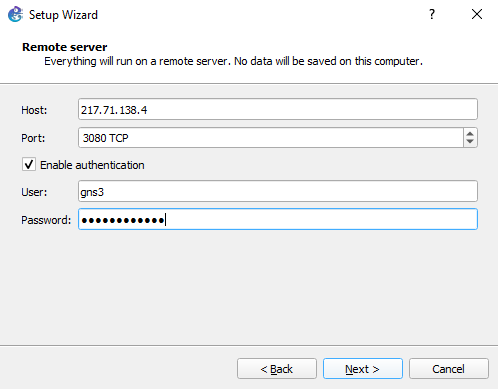 Setup Wizard
Remote server
Everything will run on a remote server. No data will be saved on this computer.
Host: 217.71.138.4
Port: 3080 TCP
Enable authentication
User: gns3
Password: ●●●●●●●●●●●●
< Back Next > Cancel